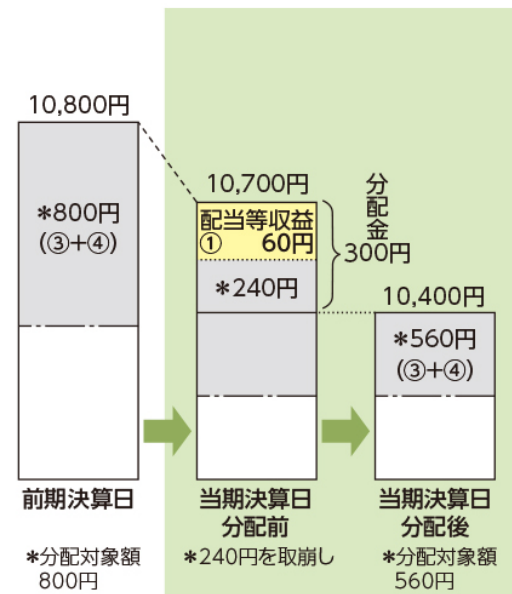 10,800円
*800円
(③+④)
前期決算日
*分配対象額
800円
10,700円
配当等収益
① 60円
*240円
分配金
300円
当期決算日
分配前
*240円を取崩し
10,400円
*560円
(③+④)
当期決算日
分配後
*分配対象額
560円